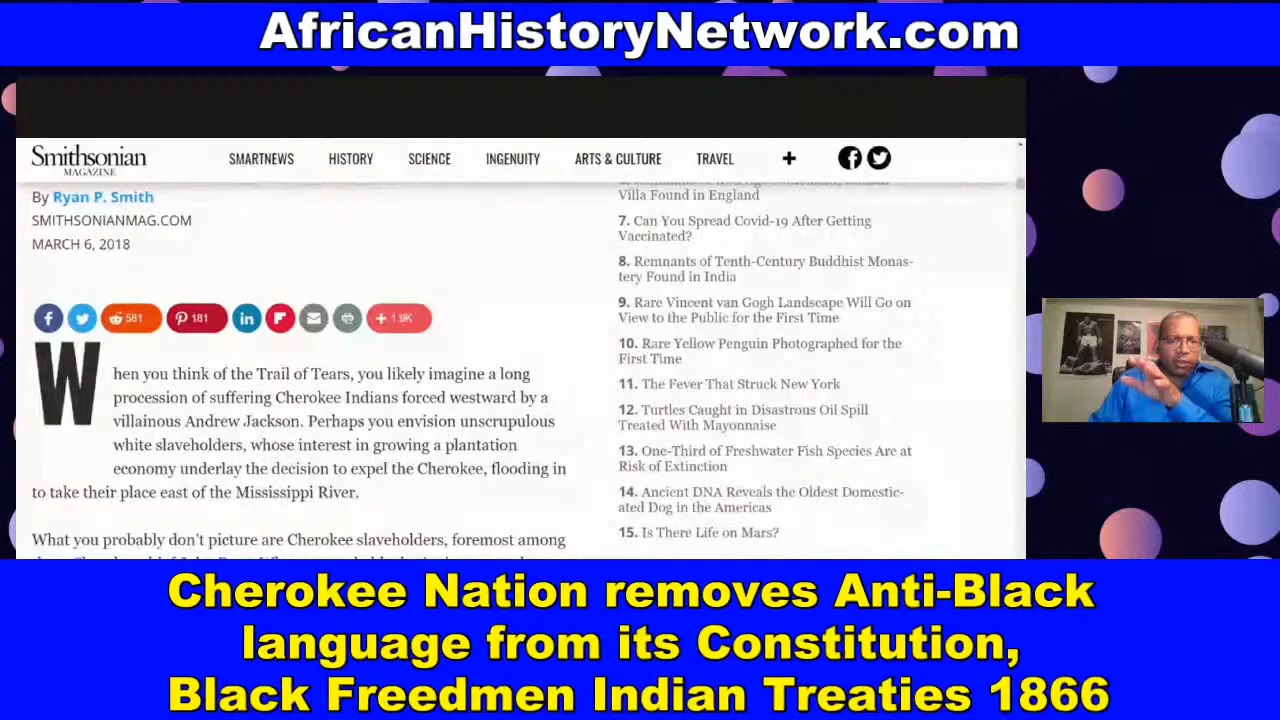 AfricanHistoryNetwork.com
Smithsonian
MAGAZINE
SMARTNEWS HISTORY SCIENCE INGENUITY ARTS & CULTURE TRAVEL +
By Ryan P. Smith
SMITHSONIANMAG.COM
MARCH 6, 2018
581 181 + 1.9K
When you think of the Trail of Tears, you likely imagine a long
procession of suffering Cherokee Indians forced westward by a
villainous Andrew Jackson. Perhaps you envision unscrupulous
white slaveholders, whose interest in growing a plantation
economy underlay the decision to expel the Cherokee, flooding in
to take their place east of the Mississippi River.
What you probably don't picture are Cherokee slaveholders, foremost among
Villa Found in England
7. Can You Spread Covid-19 After Getting
Vaccinated?
8. Remnants of Tenth-Century Buddhist Monas-
tery Found in India
9. Rare Vincent van Gogh Landscape Will Go on
View to the Public for the First Time
10. Rare Yellow Penguin Photographed for the
First Time
11. The Fever That Struck New York
12. Turtles Caught in Disastrous Oil Spill
Treated With Mayonnaise
13. One-Third of Freshwater Fish Species Are at
Risk of Extinction
14. Ancient DNA Reveals the Oldest Domestic-
ated Dog in the Americas
15. Is There Life on Mars?
Cherokee Nation removes Anti-Black
language from its Constitution,
Black Freedmen Indian Treaties 1866